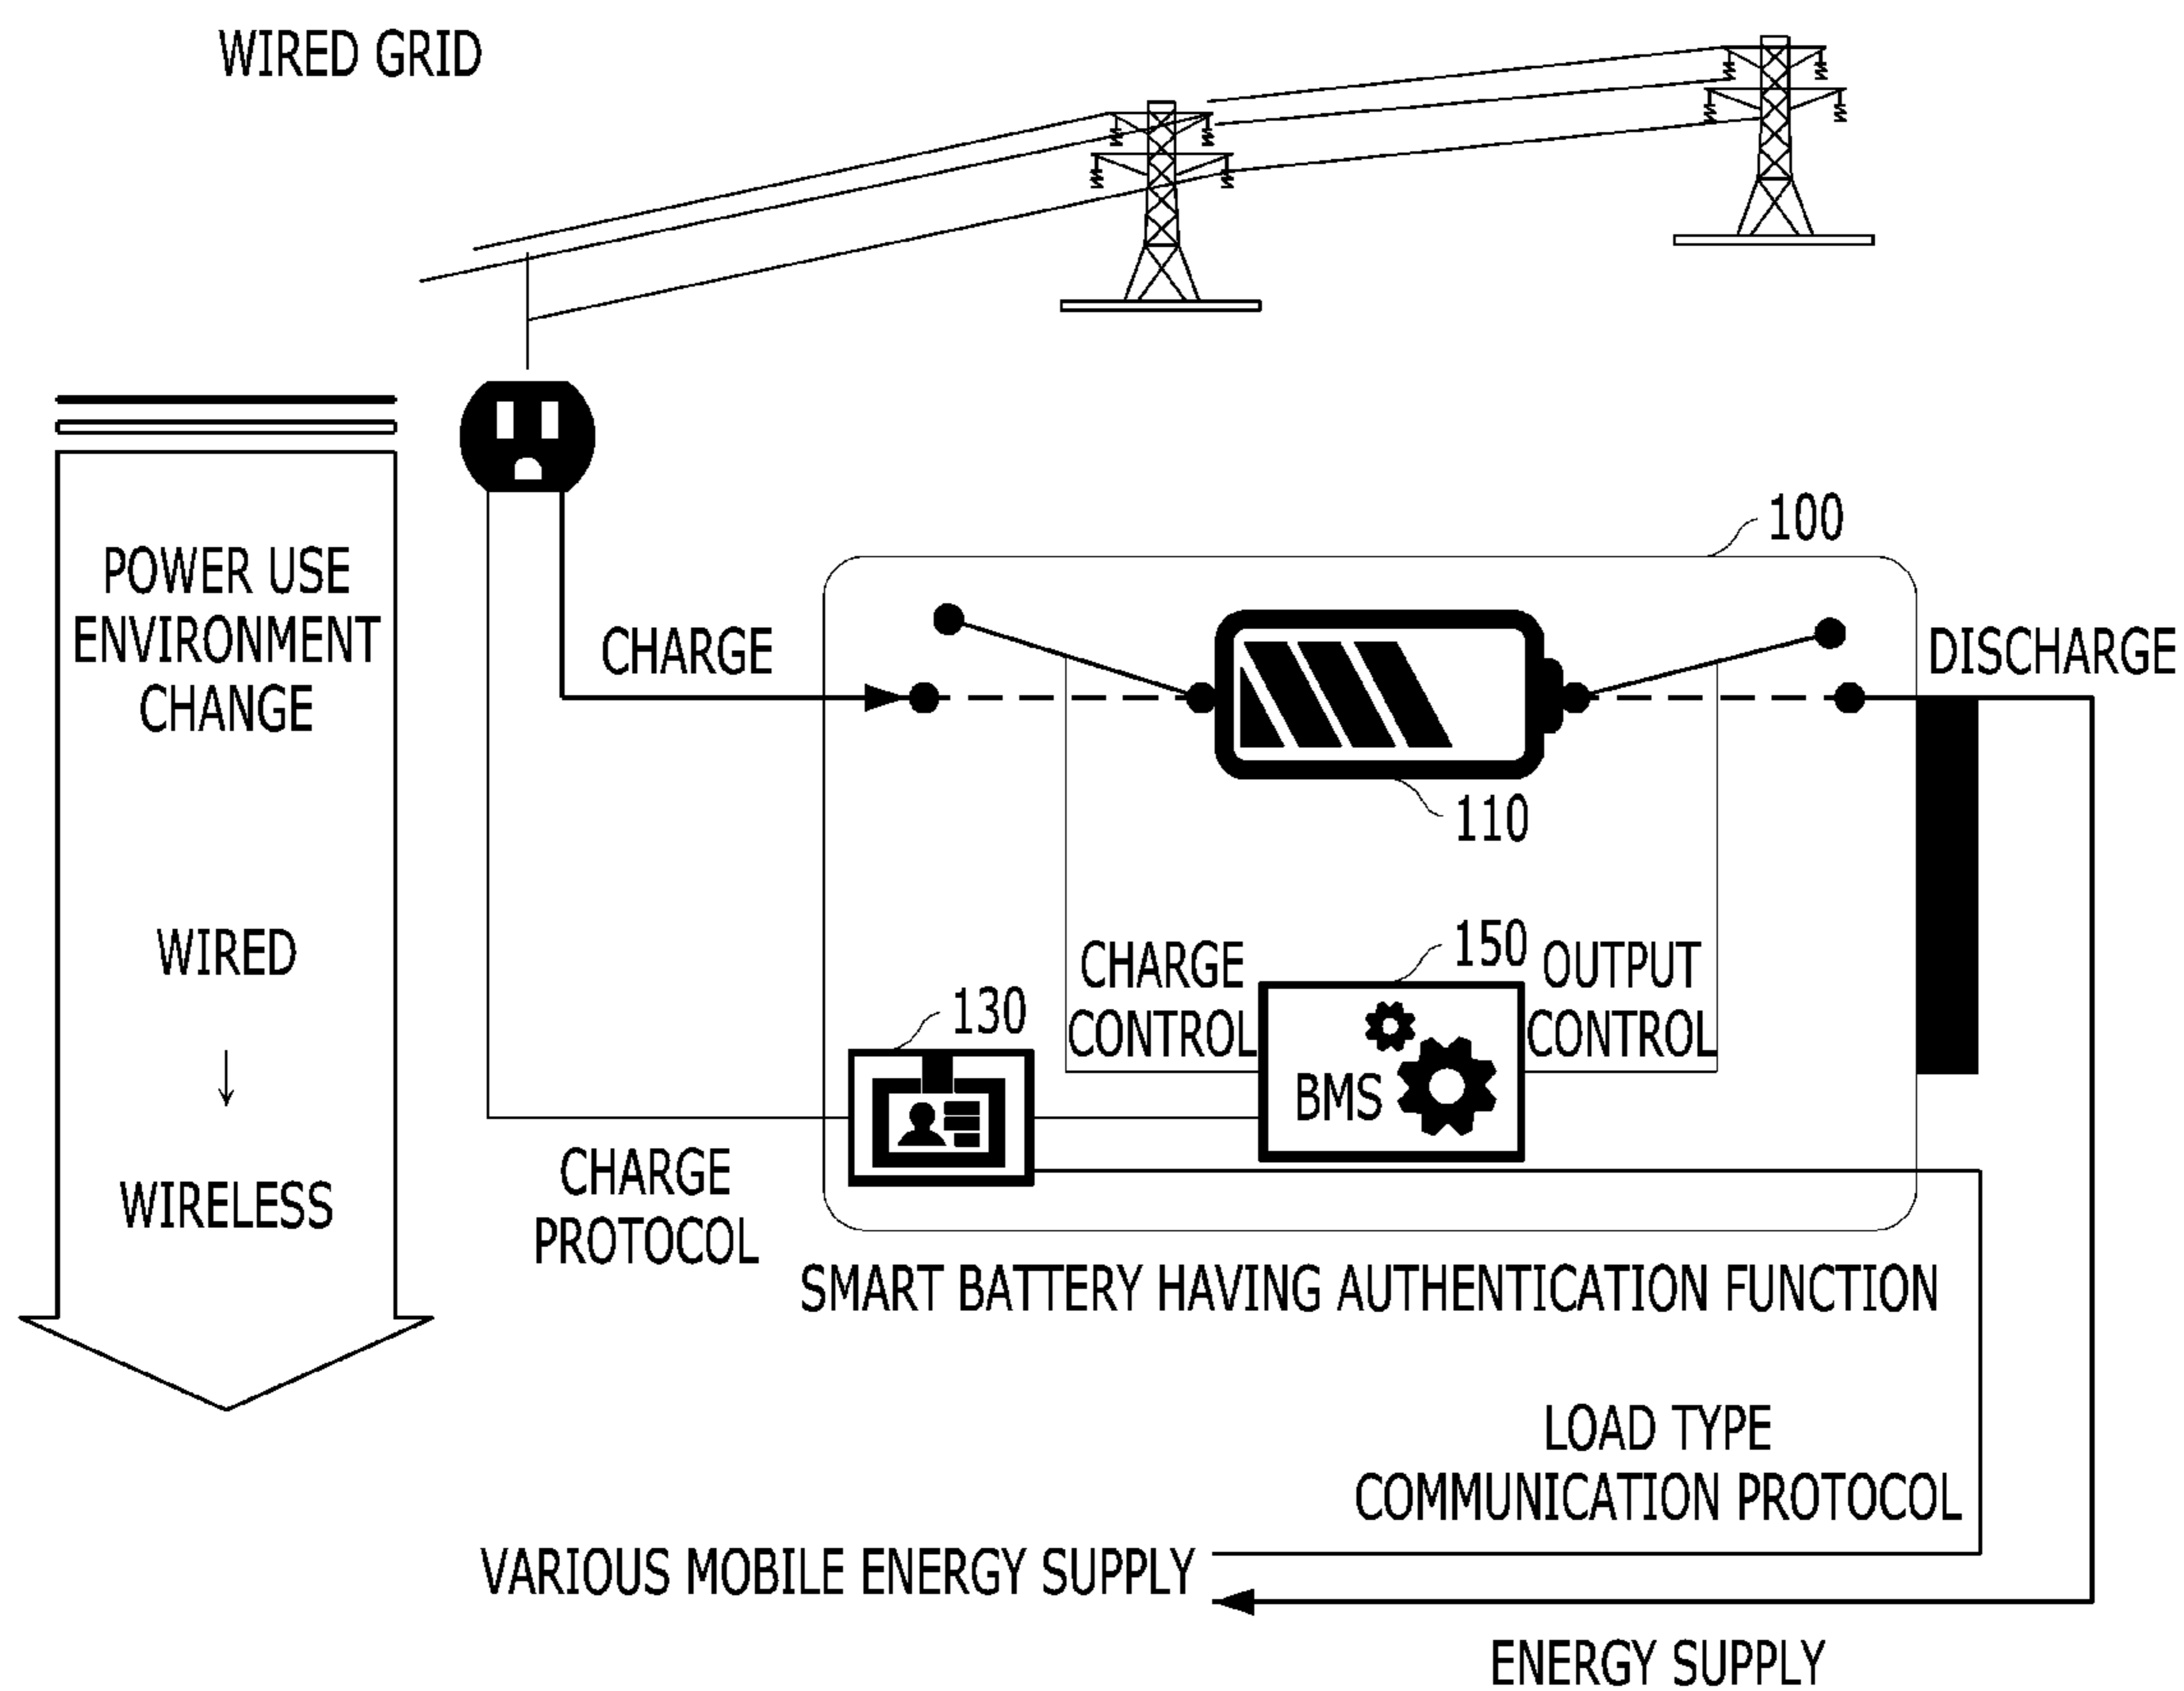 WIRED GRID
POWER USE
ENVIRONMENT
CHANGE
WIRED
↓
WIRELESS
100
CHARGE
DISCHARGE
110
150
CHARGE
CONTROL
OUTPUT
CONTROL
130
BMS
CHARGE
PROTOCOL
SMART BATTERY HAVING AUTHENTICATION FUNCTION
LOAD TYPE
COMMUNICATION PROTOCOL
VARIOUS MOBILE ENERGY SUPPLY
ENERGY SUPPLY